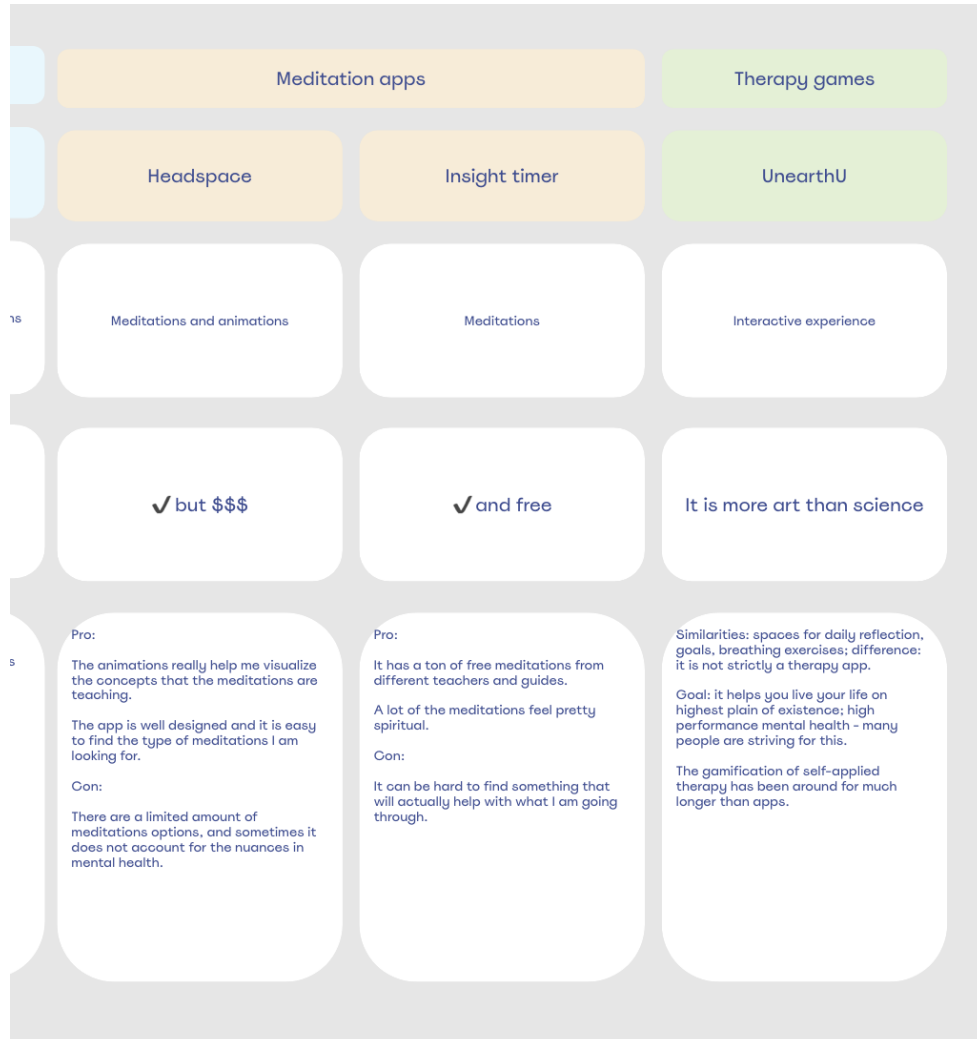 Meditation apps
Therapy games
Headspace
Insight timer
UnearthU
Meditations and animations
Meditations
Interactive experience
✔but $$$
✔and free
It is more art than science
Pro:
The animations really help me visualize
the concepts that the meditations are
teaching.
The app is well designed and it is easy
to find the type of meditations I am
looking for.
Con:
There are a limited amount of
meditations options, and sometimes it
does not account for the nuances in
mental health.
Pro:
It has a ton of free meditations from
different teachers and guides.
A lot of the meditations feel pretty
spiritual.
Con:
It can be hard to find something that
will actually help with what I am going
through.
Similarities: spaces for daily reflection,
goals, breathing exercises; difference:
it is not strictly a therapy app.
Goal: it helps you live your life on
highest plain of existence; high
performance mental health - many
people are striving for this.
The gamification of self-applied
therapy has been around for much
longer than apps.